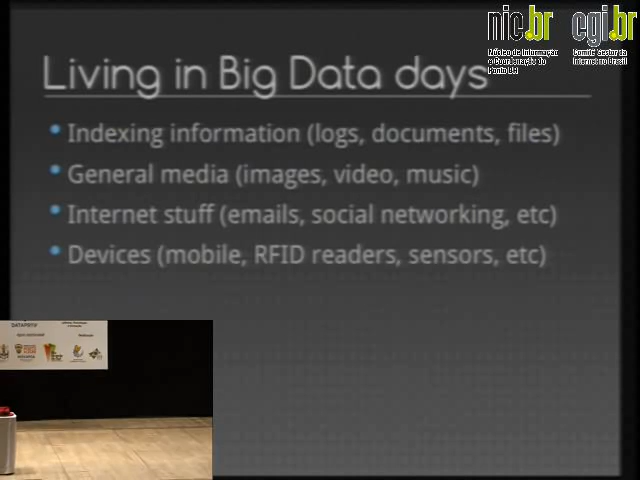 nic.br
Núcleo de Informação
e Coordenação do
Ponto BR
cgi.br
Comitê Gestor da
Internet no Brasil
Living in Big Data days
Indexing information (logs, documents, files)
General media (images, video, music)
Internet stuff (emails, social networking, etc)
Devices (mobile, RFID readers, sensors, etc)